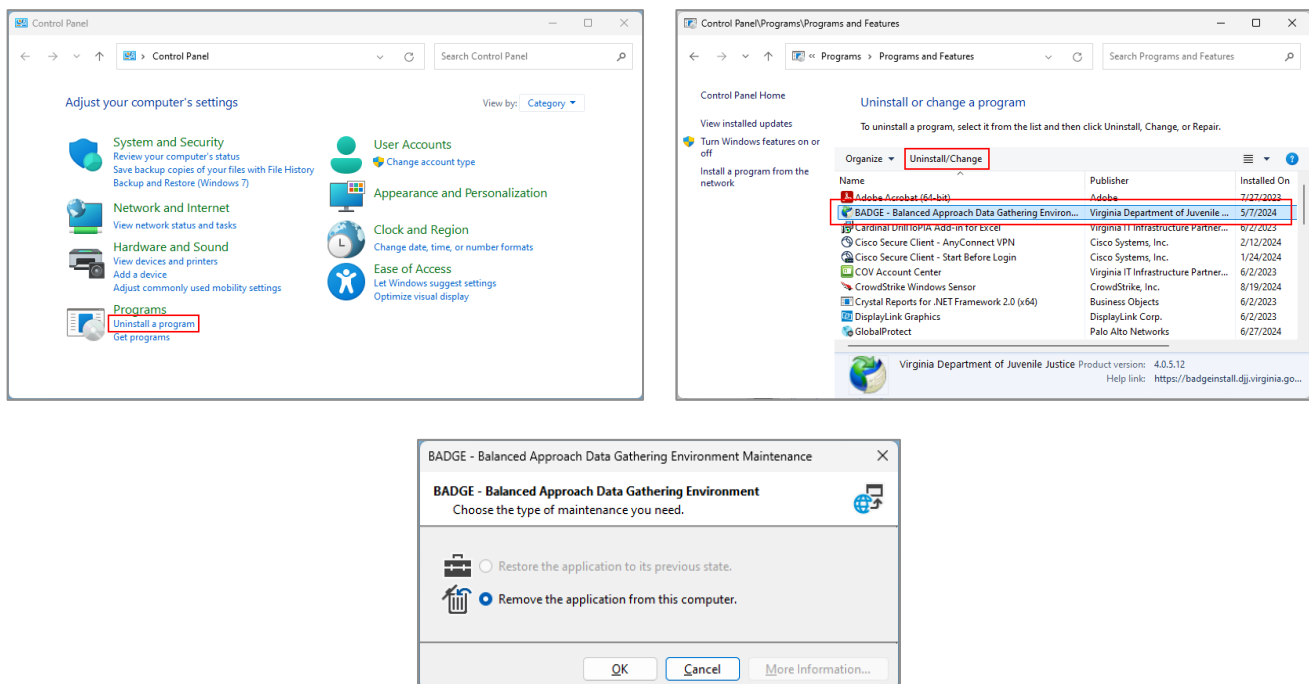 Control Panel
Control Panel
Search Control Panel
Adjust your computer's settings
View by: Category
System and Security
Review your computer's status
Save backup copies of your files with File History
Backup and Restore (Windows 7)
Network and Internet
View network status and tasks
Hardware and Sound
View devices and printers
Add a device
Adjust commonly used mobility settings
Programs
Uninstall a program
Get programs
User Accounts
Change account type
Appearance and Personalization
Clock and Region
Change date, time, or number formats
Ease of Access
Let Windows suggest settings
Optimize visual display
Control Panel\Programs\Programs and Features
« Programs > Programs and Features
Search Programs and Features
Control Panel Home
View installed updates
Turn Windows features on or
off
Install a program from the
network
Uninstall or change a program
To uninstall a program, select it from the list and then click Uninstall, Change, or Repair.
Organize Uninstall/Change
Name Publisher Installed On
Adobe Acrobat (64-bit) Adobe 7/27/2023
BADGE - Balanced Approach Data Gathering Environ... Virginia Department of Juvenile ... 5/7/2024
Cardinal DrillTOPIA Add-in for Excel Virginia IT Infrastructure Partner... 6/2/2023
Cisco Secure Client - AnyConnect VPN Cisco Systems, Inc. 2/12/2024
Cisco Secure Client - Start Before Login Cisco Systems, Inc. 1/24/2024
COV Account Center Virginia IT Infrastructure Partner... 6/2/2023
CrowdStrike Windows Sensor CrowdStrike, Inc. 8/19/2024
Crystal Reports for .NET Framework 2.0 (x64) Business Objects 6/2/2023
DisplayLink Graphics DisplayLink Corp. 6/2/2023
GlobalProtect Palo Alto Networks 6/27/2024
Virginia Department of Juvenile Justice Product version: 4.0.5.12
Help link: https://badgeinstall.djj.virginia.go...
BADGE - Balanced Approach Data Gathering Environment Maintenance
BADGE - Balanced Approach Data Gathering Environment
Choose the type of maintenance you need.
Restore the application to its previous state.
Remove the application from this computer.
OK Cancel More Information...